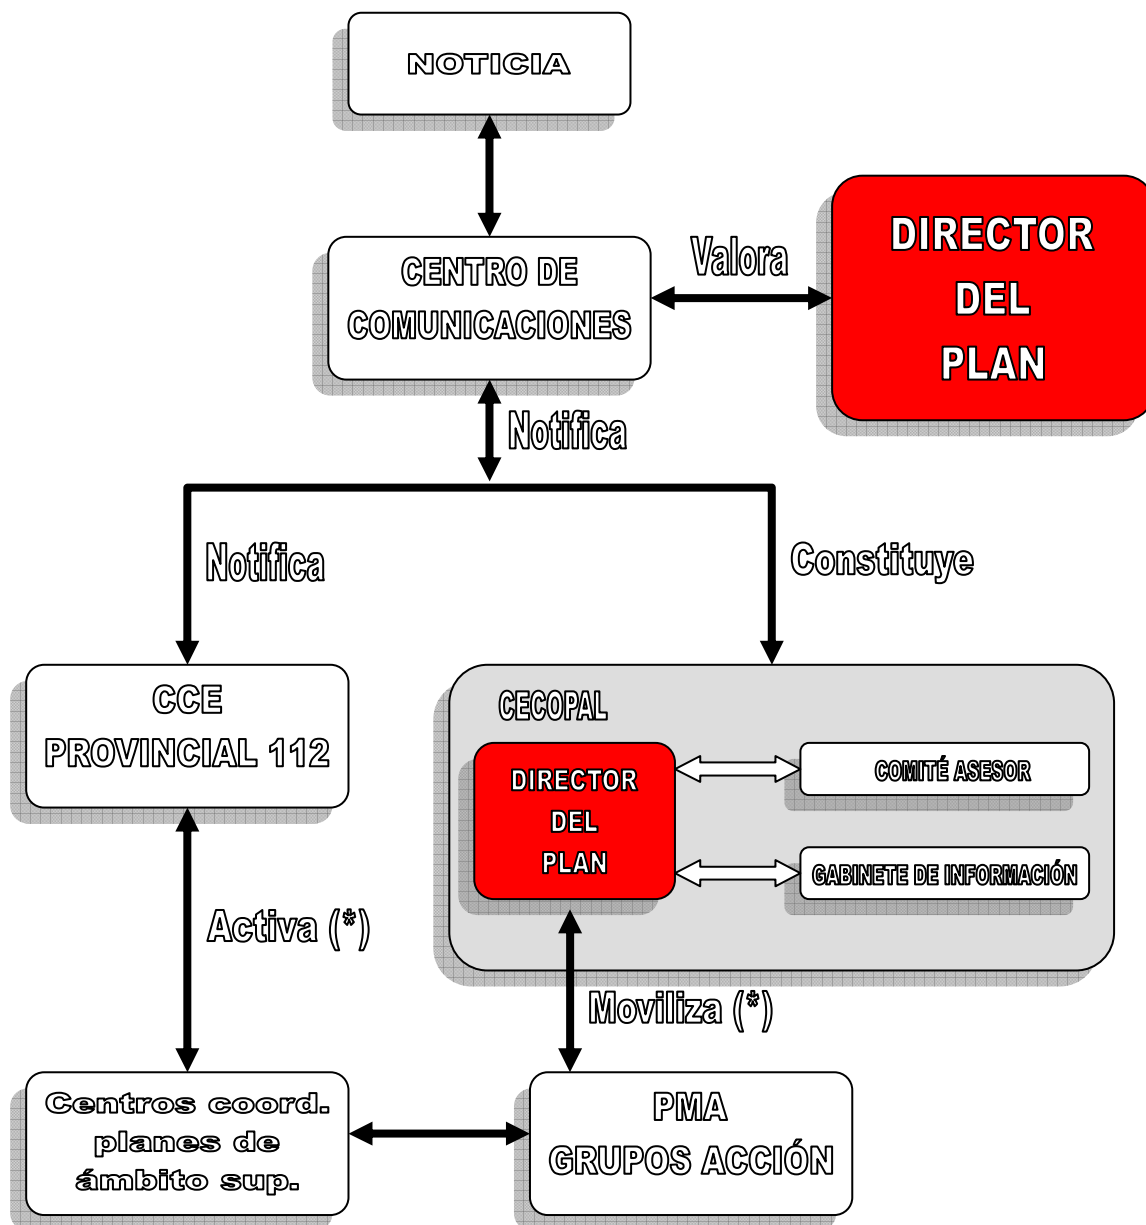 NOTICIA
CENTRO DE
COMUNICACIONES
Valora
DIRECTOR
DEL
PLAN
Notifica
Notifica
Constituye
CCE
PROVINCIAL 112
CECOPAL
DIRECTOR
DEL
PLAN
COMITÉ ASESOR
GABINETE DE INFORMACIÓN
Activa (*)
Moviliza (*)
Centros coord.
planes de
ámbito sup.
PMA
GRUPOS ACCIÓN